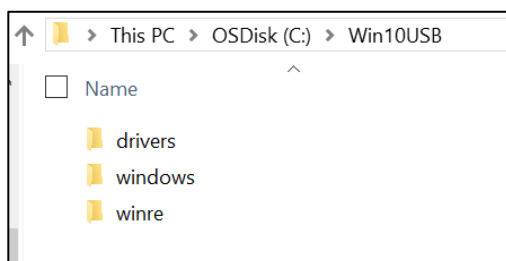 This PC > OSDisk (C:) > Win10USB
Name
drivers
windows
winre